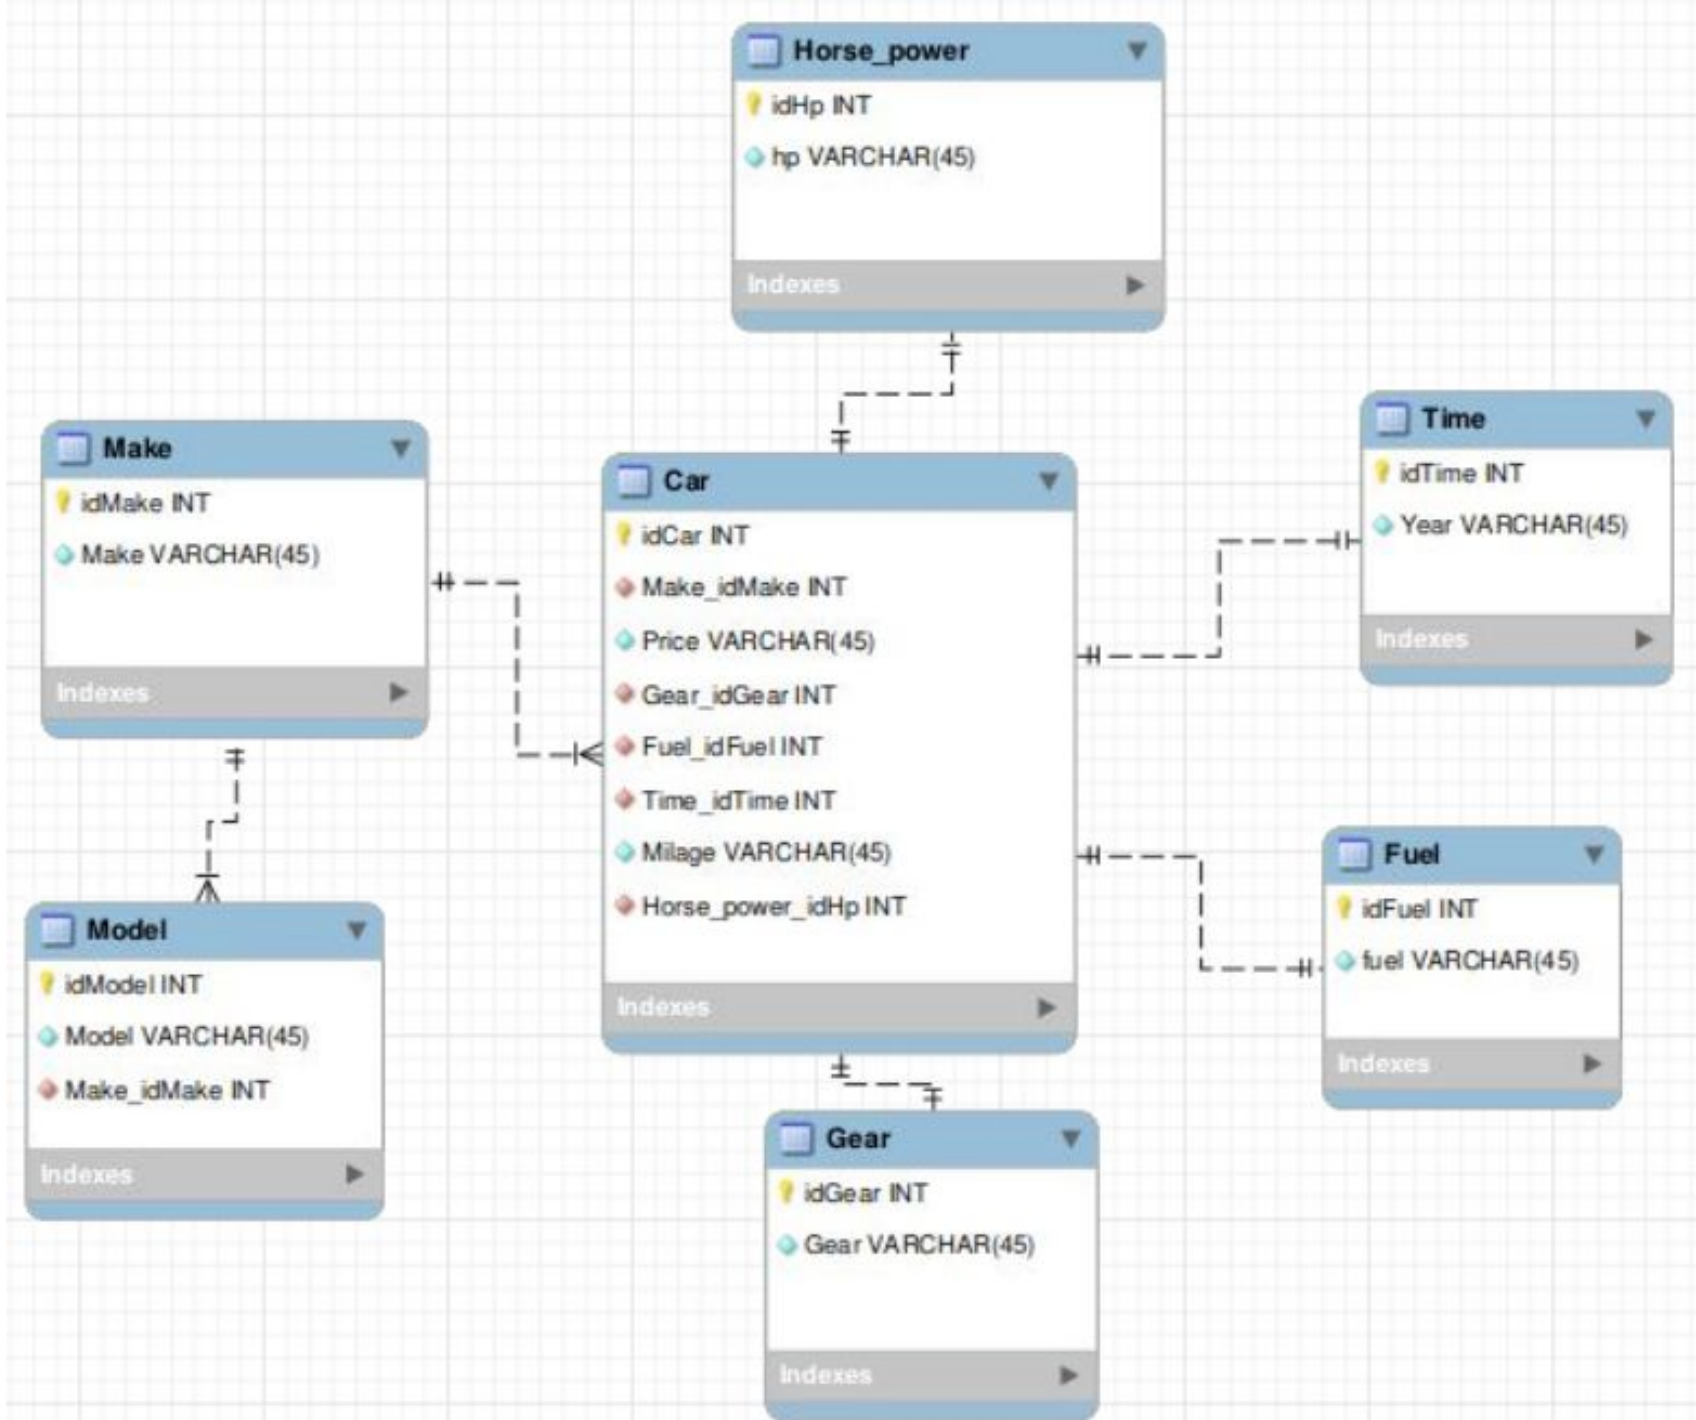 Horse_power
idHp INT
hp VARCHAR(45)
Indexes
Make
idMake INT
Make VARCHAR(45)
Indexes
Car
idCar INT
Make_idMake INT
Price VARCHAR(45)
Gear_idGear INT
Fuel_idFuel INT
Time_idTime INT
Milage VARCHAR(45)
Horse_power_idHp INT
Indexes
Time
idTime INT
Year VARCHAR(45)
Indexes
Fuel
idFuel INT
fuel VARCHAR(45)
Indexes
Model
idModel INT
Model VARCHAR(45)
Make_idMake INT
Indexes
Gear
idGear INT
Gear VARCHAR(45)
Indexes